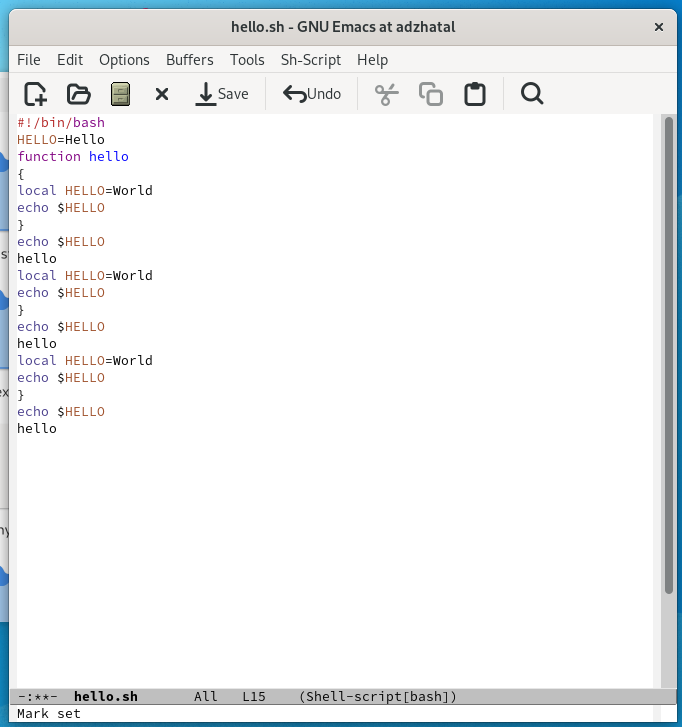 hello.sh - GNU Emacs at adzhatal
File Edit Options Buffers Tools Sh-Script Help
Save Undo
#!/bin/bash
HELLO=Hello
function hello
{
local HELLO=World
echo $HELLO
}
echo $HELLO
hello
local HELLO=World
echo $HELLO
}
echo $HELLO
hello
local HELLO=World
echo $HELLO
}
echo $HELLO
hello
-:**- hello.sh All L15 (Shell-script[bash])
Mark set